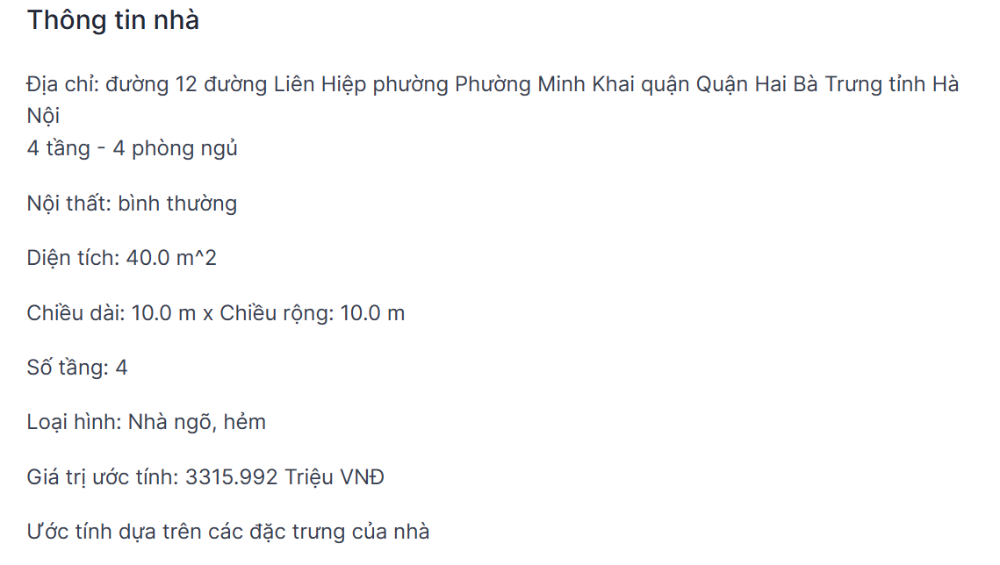 Thông tin nhà
Địa chỉ: đường 12 đường Liên Hiệp phường Phường Minh Khai quận Quận Hai Bà Trưng tỉnh Hà
Nội
4 tầng - 4 phòng ngủ
Nội thất: bình thường
Diện tích: 40.0 m^2
Chiều dài: 10.0 m x Chiều rộng: 10.0 m
Số tầng: 4
Loại hình: Nhà ngõ, hẻm
Giá trị ước tính: 3315.992 Triệu VNĐ
Ước tính dựa trên các đặc trưng của nhà